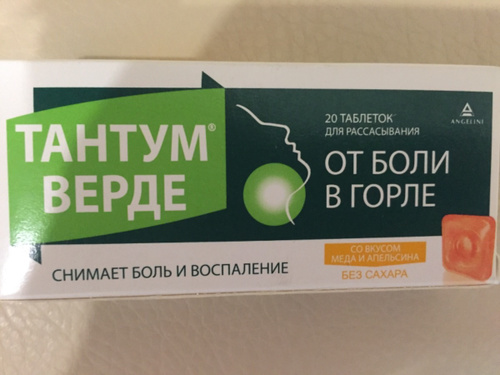 ТАНТУМ®
ВЕРДЕ
20 ТАБЛЕТОК
ДЛЯ РАССАСЫВАНИЯ
ANGELINI
ОТ БОЛИ
В ГОРЛЕ
СО ВКУСОМ
МЕДА И АПЕЛЬСИНА
БЕЗ САХАРА
СНИМАЕТ БОЛЬ И ВОСПАЛЕНИЕ